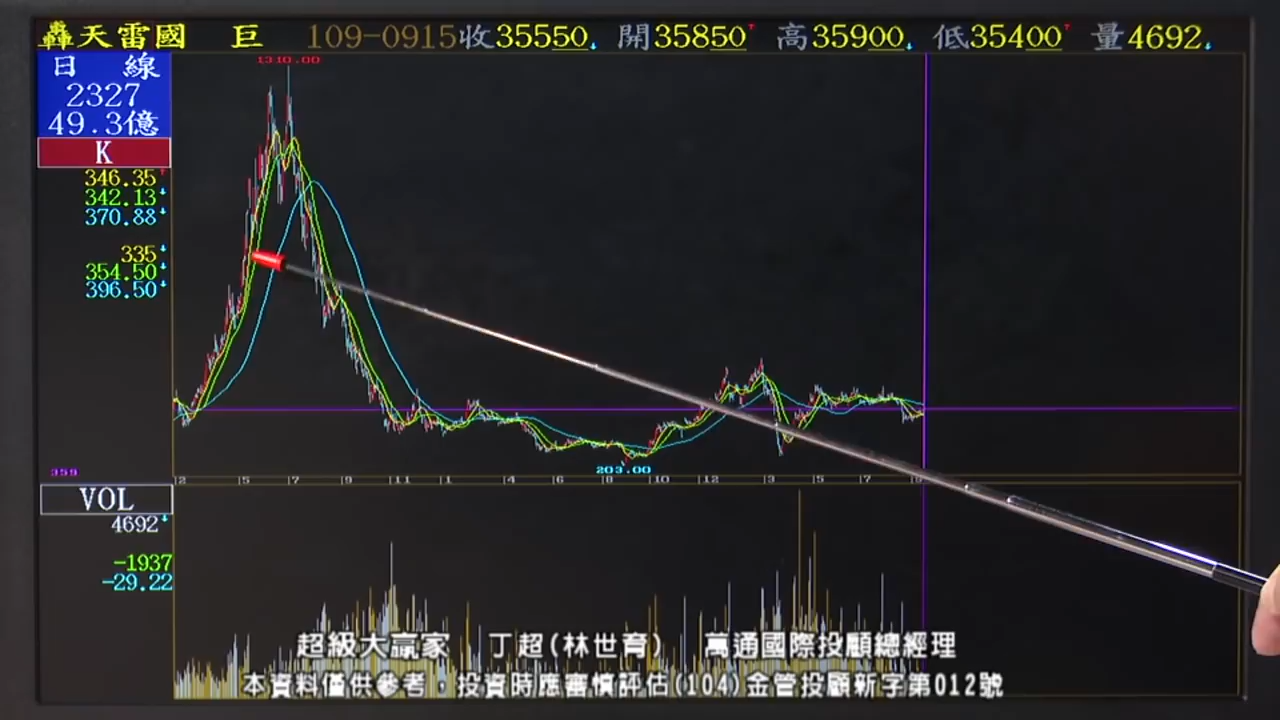 轟天雷國巨 109-0915收35550 開35850 高35900 低35400 量4692
日線
2327
49.3億
K
1310.00
346.35
342.13
370.88
335
354.50
396.50
203.00
359
2 5 7 9 11 1 4 6 8 10 12 3 5 7
VOL
4692
-1937
-29.22
超級大贏家 丁超(林世育) 萬通國際投顧總經理
本資料僅供參考,投資時應審慎評估(104)金管投顧新字第012號